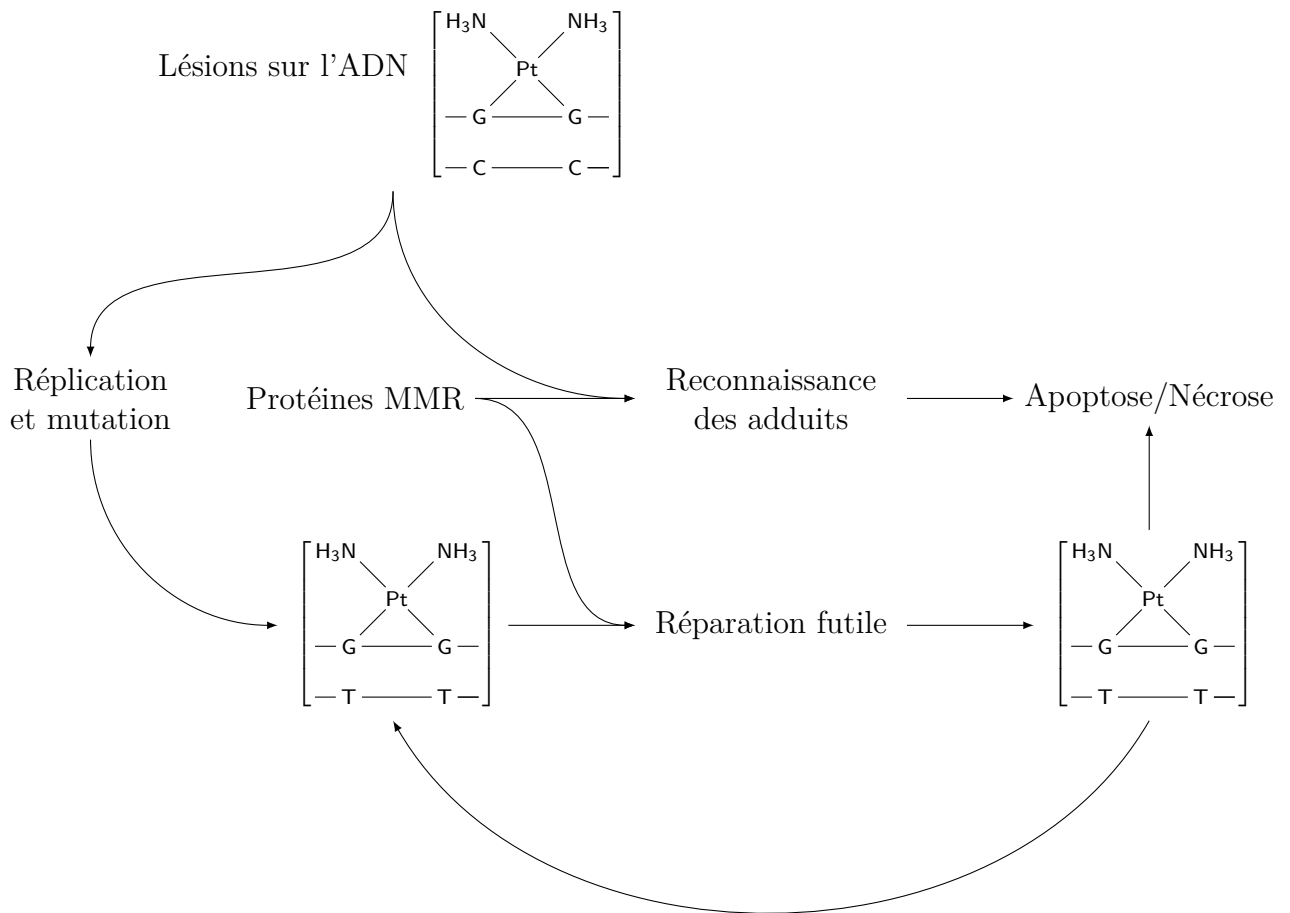 H₃N NH₃
Lésions sur l'ADN Pt
G G
C C
Réplication
et mutation
Protéines MMR
Reconnaissance
des adduits
Apoptose/Nécrose
H₃N NH₃
Pt
G G
T T
Réparation futile
H₃N NH₃
Pt
G G
T T